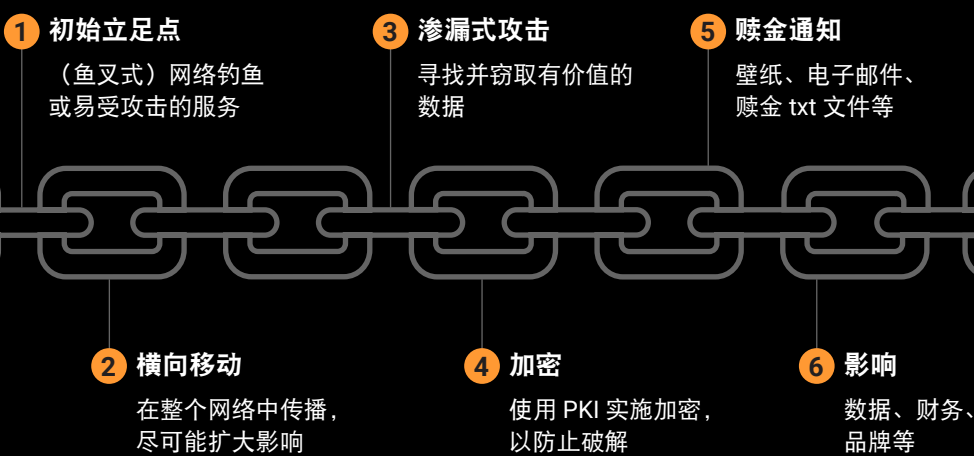 1 初始立足点
（鱼叉式）网络钓鱼
或易受攻击的服务
3 渗漏式攻击
寻找并窃取有价值的
数据
5 赎金通知
壁纸、电子邮件、
赎金 txt 文件等
2 横向移动
在整个网络中传播，
尽可能扩大影响
4 加密
使用 PKI 实施加密，
以防止破解
6 影响
数据、财务、
品牌等